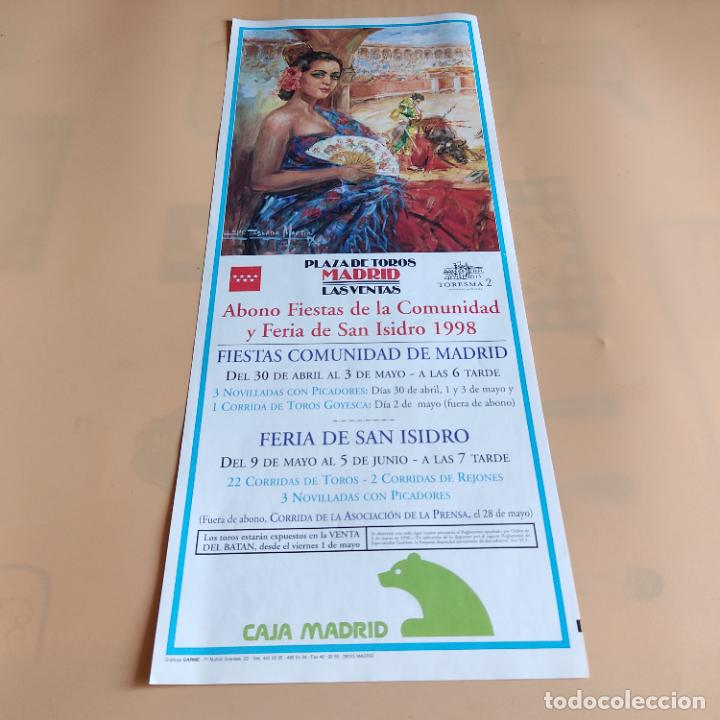 PLAZA DE TOROS
MADRID
LAS VENTAS
TORESMA 2
Abono Fiestas de la Comunidad
y Feria de San Isidro 1998
FIESTAS COMUNIDAD DE MADRID
DEL 30 DE ABRIL AL 3 DE MAYO - A LAS 6 TARDE
3 NOVILLADAS CON PICADORES: Días 30 de abril, 1 y 3 de mayo y
1 CORRIDA DE TOROS GOYESCA: Día 2 de mayo (fuera de abono)
FERIA DE SAN ISIDRO
DEL 9 DE MAYO AL 5 DE JUNIO - A LAS 7 TARDE
22 CORRIDAS DE TOROS - 2 CORRIDAS DE REJONES
3 NOVILLADAS CON PICADORES
(Fuera de abono, CORRIDA DE LA ASOCIACIÓN DE LA PRENSA, el 28 de mayo)
Los toros estarán expuestos en la VENTA
DEL BATAN, desde el viernes 1 de mayo
CAJA MADRID
todocoleccion
todocoleccion.net